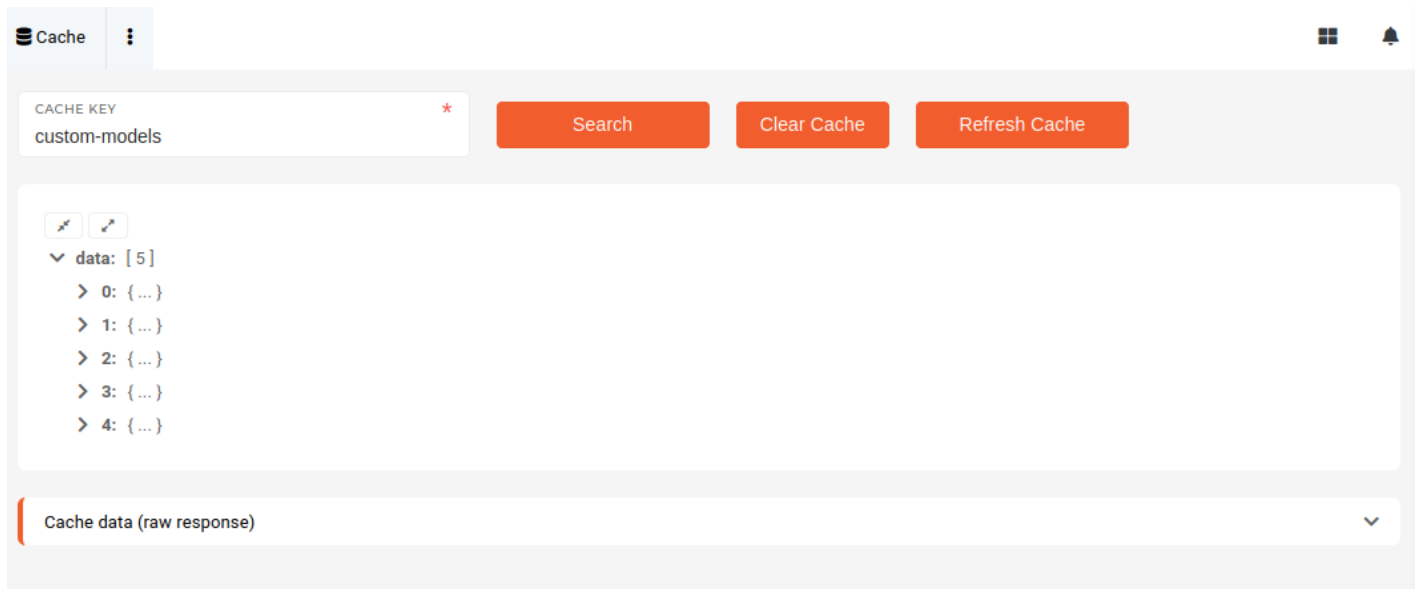 Cache
CACHE KEY *
custom-models
Search
Clear Cache
Refresh Cache
data: [ 5 ]
0: { ... }
1: { ... }
2: { ... }
3: { ... }
4: { ... }
Cache data (raw response)